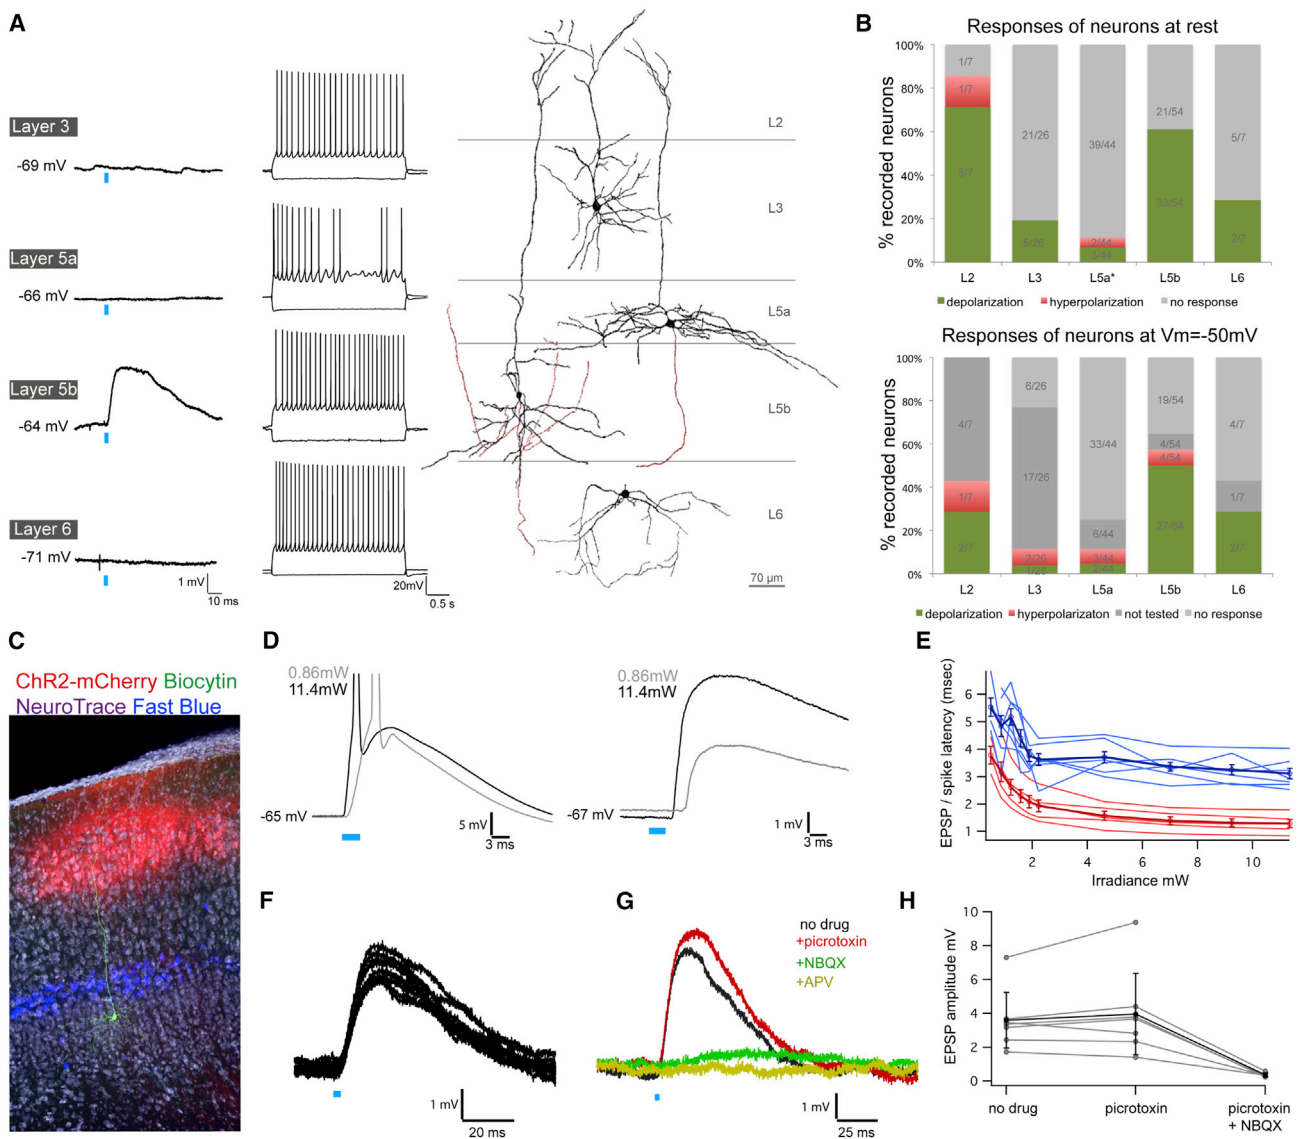 A
Layer 3
-69 mV
Layer 5a
-66 mV
Layer 5b
-64 mV
Layer 6
-71 mV
1 mV
10 ms
20mV
0.5 s
L2
L3
L5a
L5b
L6
70 µm
B
Responses of neurons at rest
% recorded neurons
100%
80%
60%
40%
20%
0%
1/7
1/7
5/7
21/26
5/26
39/44
2/44
3/44
21/54
33/54
5/7
2/7
L2 L3 L5a* L5b L6
depolarization hyperpolarization no response
Responses of neurons at Vm=-50mV
% recorded neurons
100%
80%
60%
40%
20%
0%
4/7
1/7
2/7
6/26
17/26
2/26
1/26
33/44
6/44
3/44
2/44
19/54
4/54
4/54
27/54
4/7
1/7
2/7
L2 L3 L5a L5b L6
depolarization hyperpolarizaton not tested no response
C
ChR2-mCherry Biocytin
NeuroTrace Fast Blue
D
0.86mW
11.4mW
-65 mV
5 mV
3 ms
0.86mW
11.4mW
-67 mV
1 mV
3 ms
E
EPSP / spike latency (msec)
6
5
4
3
2
1
2 4 6 8 10
Irradiance mW
F
1 mV
20 ms
G
no drug
+picrotoxin
+NBQX
+APV
1 mV
25 ms
H
EPSP amplitude mV
10
8
6
4
2
0
no drug picrotoxin picrotoxin
+ NBQX